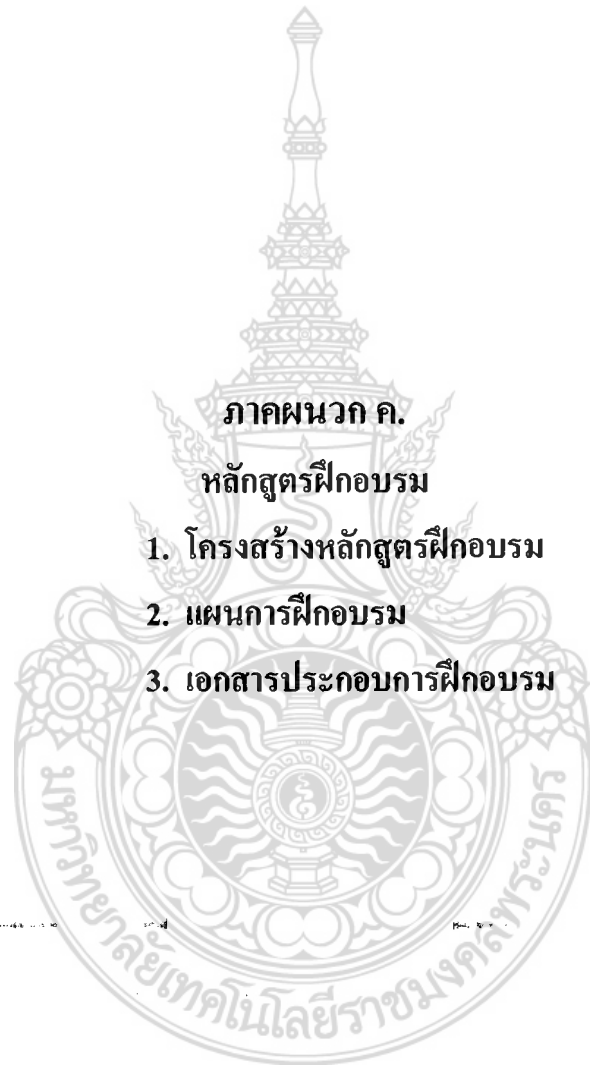 ภาคผนวก ค.
หลักสูตรฝึกอบรม
1. โครงสร้างหลักสูตรฝึกอบรม
2. แผนการฝึกอบรม
3. เอกสารประกอบการฝึกอบรม
มหาวิทยาลัยเทคโนโลยีราชมงคลพระนคร